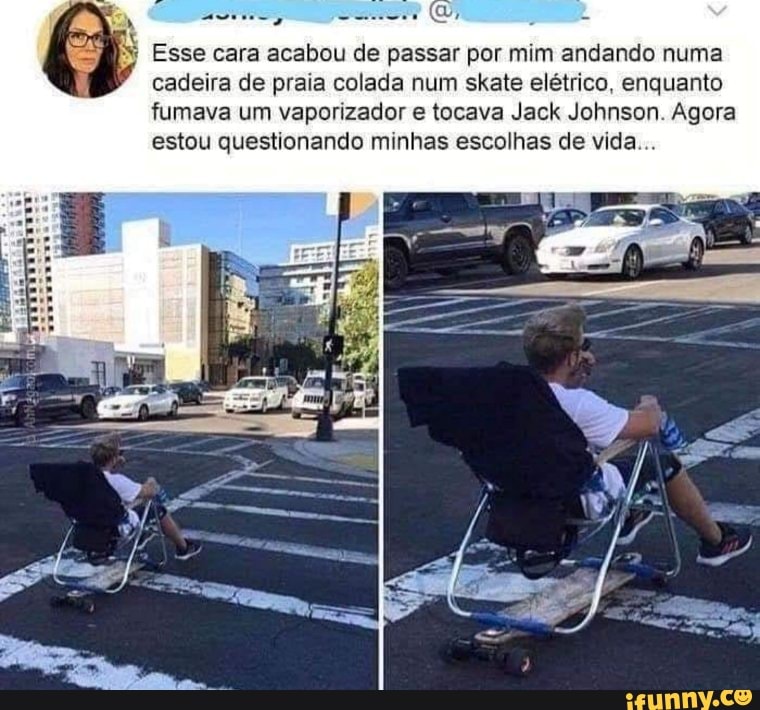 @
Esse cara acabou de passar por mim andando numa
cadeira de praia colada num skate elétrico, enquanto
fumava um vaporizador e tocava Jack Johnson. Agora
estou questionando minhas escolhas de vida...
ifunny.co